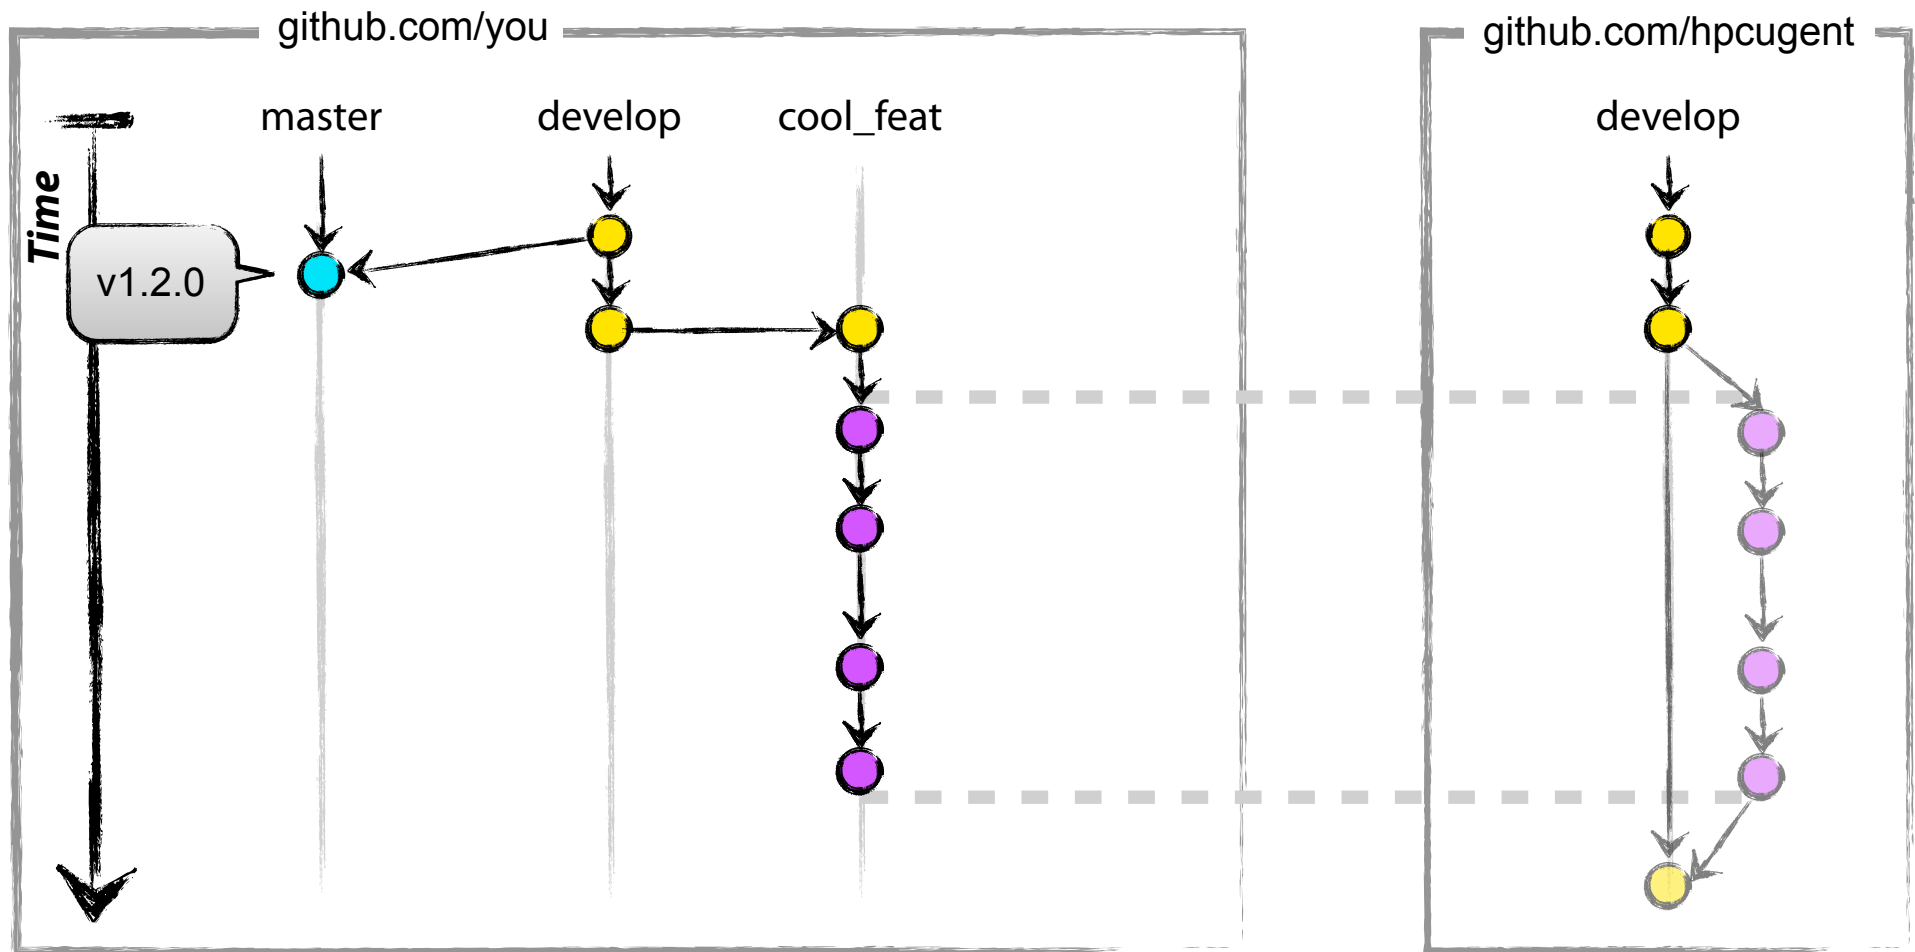 github.com/you
github.com/hpcugent
master
develop
cool_feat
develop
Time
v1.2.0